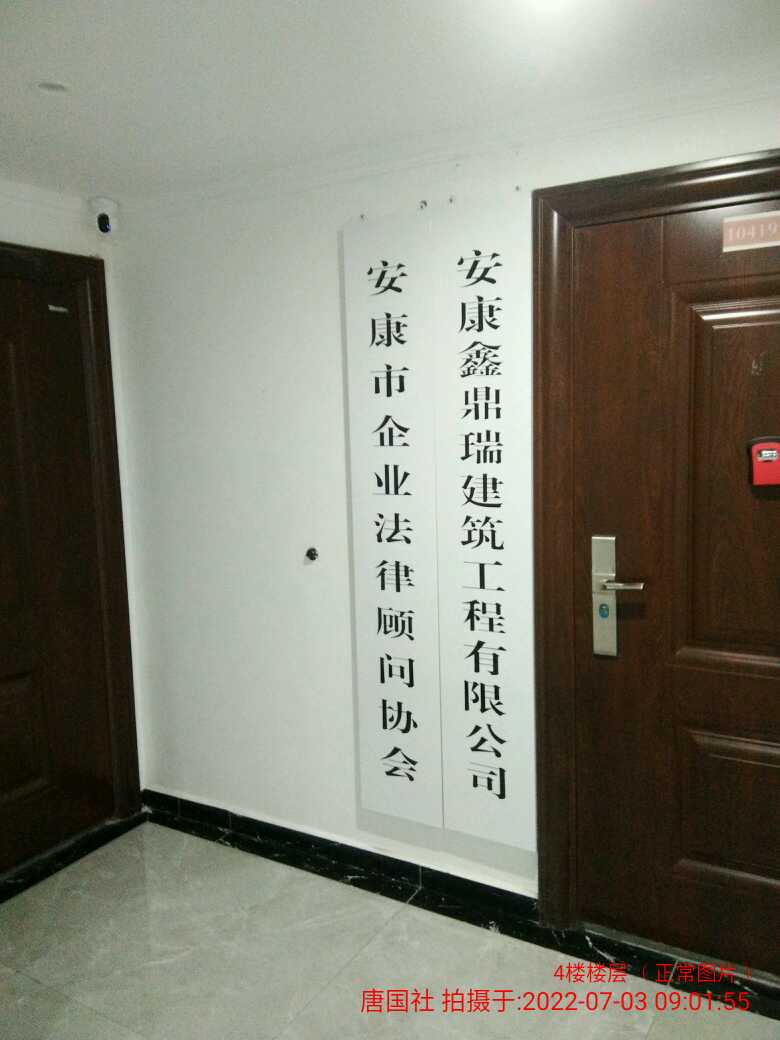 安康市企业法律顾问协会
安康鑫鼎瑞建筑工程有限公司
10419
4楼楼层 （正常图片）
唐国社 拍摄于:2022-07-03 09:01:55